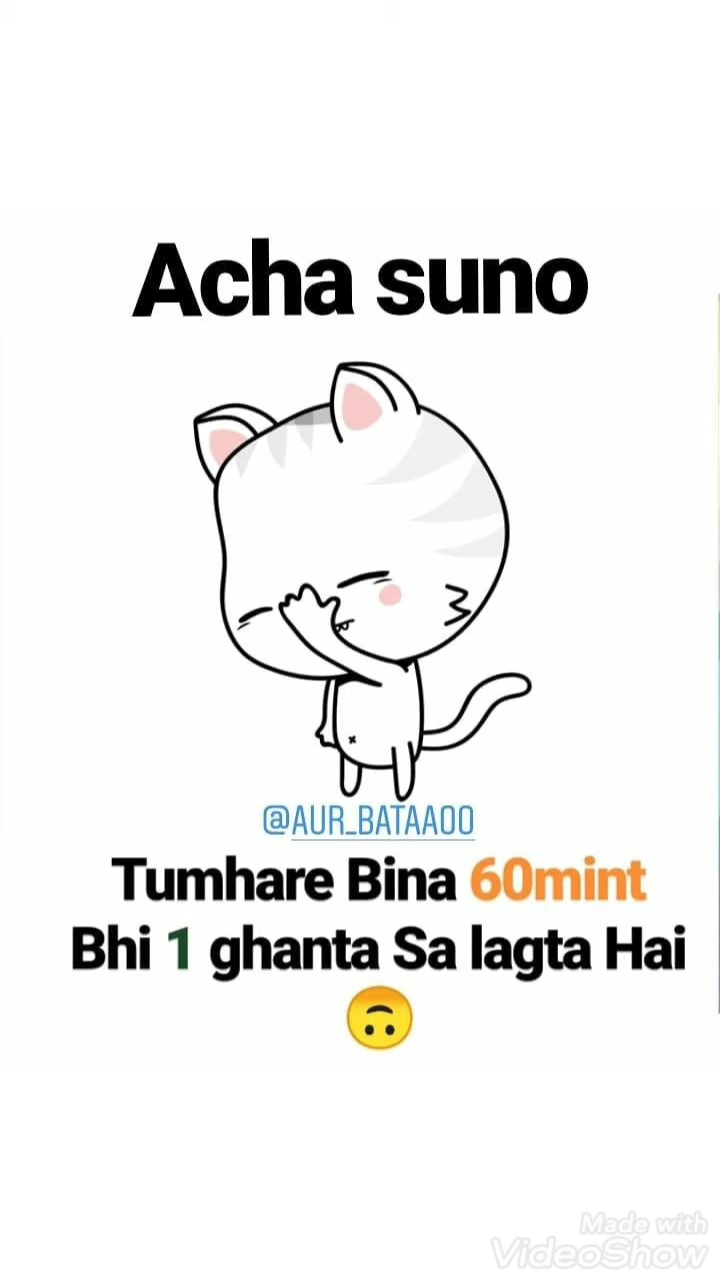 Acha suno
@AUR_BATAAOO
Tumhare Bina 60mint
Bhi 1 ghanta Sa lagta Hai
🙃
Made with
VideoShow